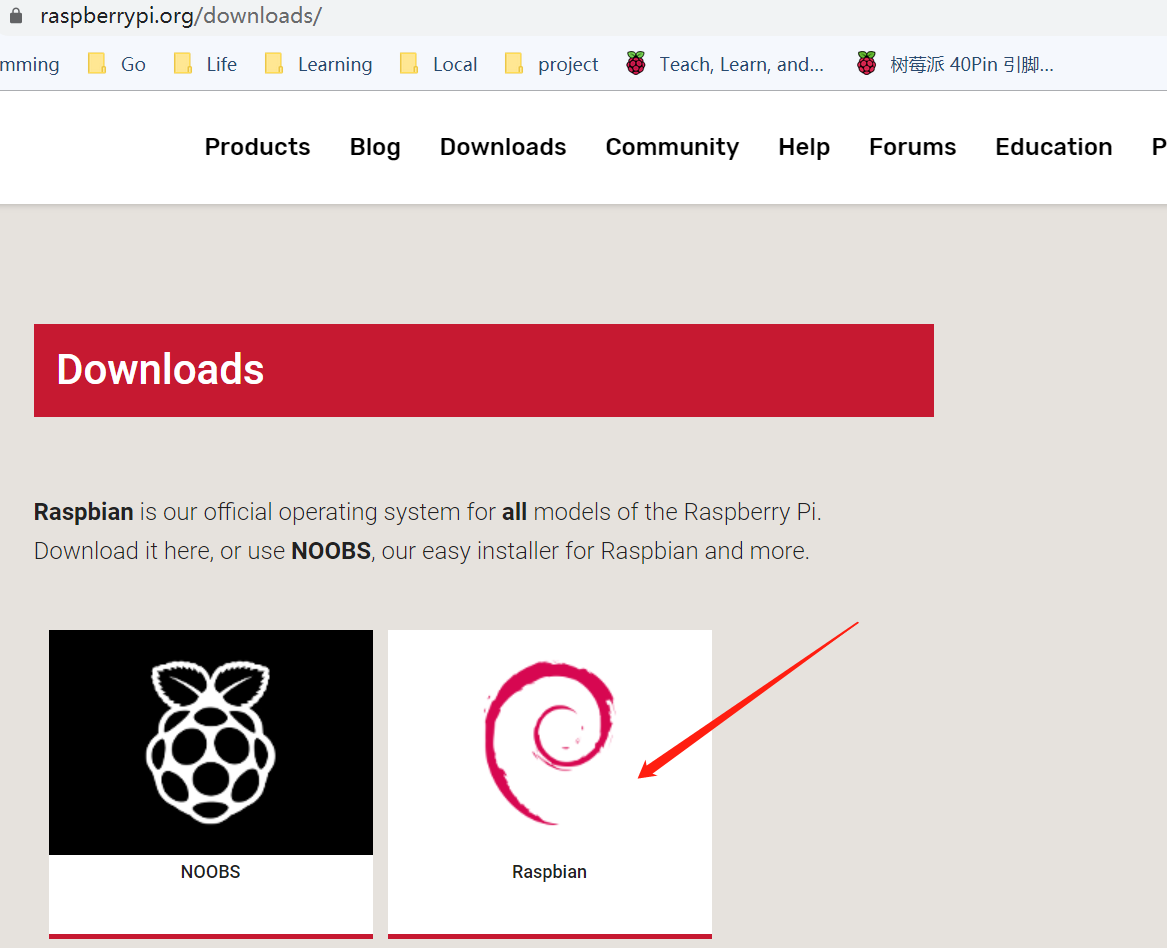 raspberrypi.org/downloads/
mming Go Life Learning Local project Teach, Learn, and... 树莓派 40Pin 引脚...
Products Blog Downloads Community Help Forums Education P
Downloads
Raspbian is our official operating system for all models of the Raspberry Pi.
Download it here, or use NOOBS, our easy installer for Raspbian and more.
NOOBS Raspbian